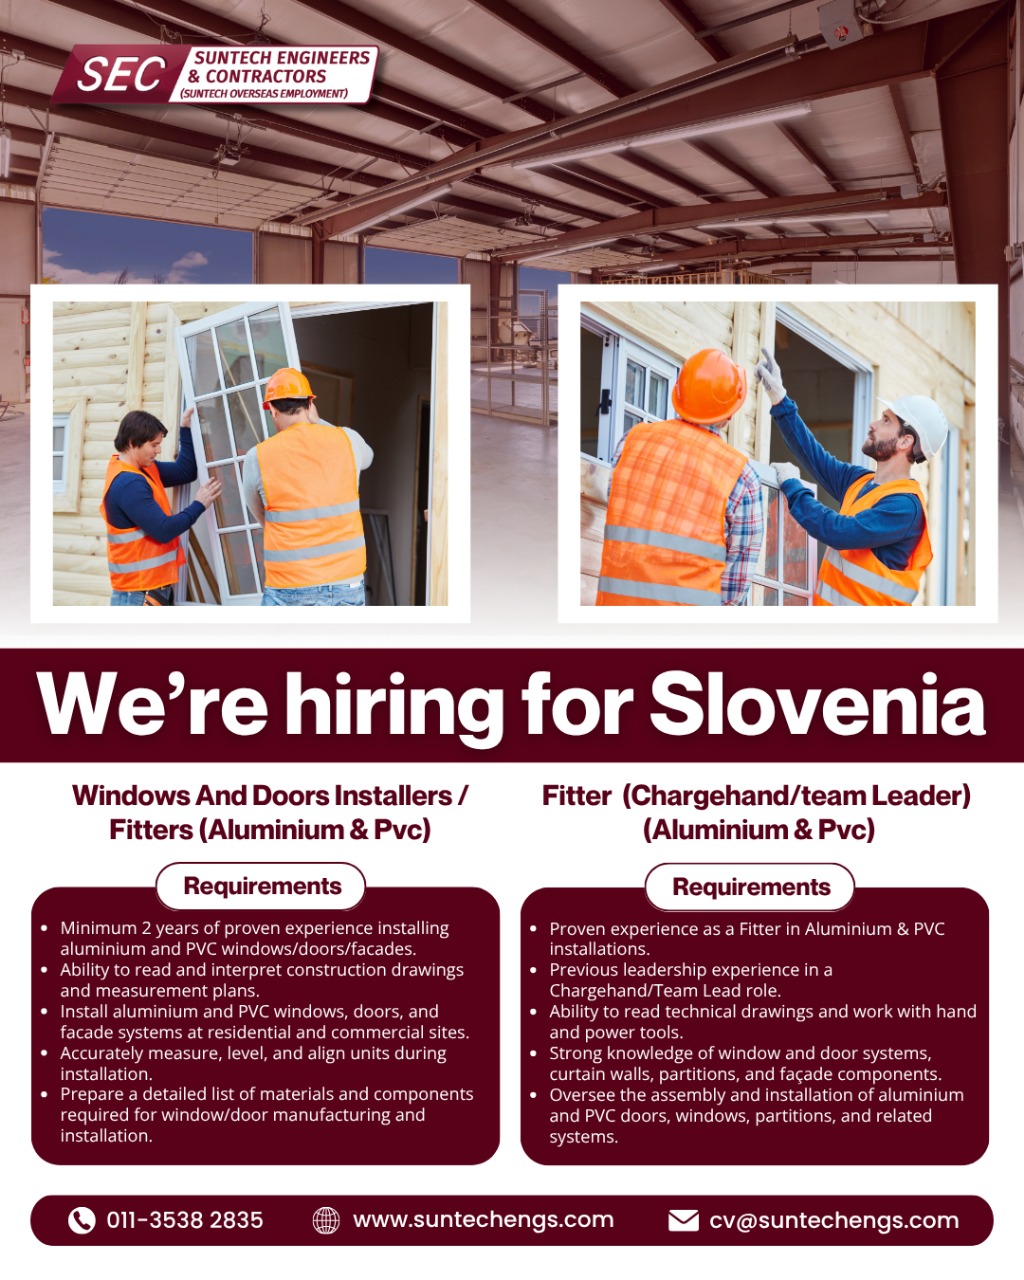 SEC
SUNTECH ENGINEERS
& CONTRACTORS
(SUNTECH OVERSEAS EMPLOYMENT)
We're hiring for Slovenia
Windows And Doors Installers /
Fitters (Aluminium & Pvc)
Requirements
• Minimum 2 years of proven experience installing
aluminium and PVC windows/doors/facades.
• Ability to read and interpret construction drawings
and measurement plans.
• Install aluminium and PVC windows, doors, and
facade systems at residential and commercial sites.
• Accurately measure, level, and align units during
installation.
• Prepare a detailed list of materials and components
required for window/door manufacturing and
installation.
Fitter (Chargehand/team Leader)
(Aluminium & Pvc)
Requirements
• Proven experience as a Fitter in Aluminium & PVC
installations.
• Previous leadership experience in a
Chargehand/Team Lead role.
• Ability to read technical drawings and work with hand
and power tools.
• Strong knowledge of window and door systems,
curtain walls, partitions, and façade components.
• Oversee the assembly and installation of aluminium
and PVC doors, windows, partitions, and related
systems.
011-3538 2835
www.suntechengs.com
cv@suntechengs.com